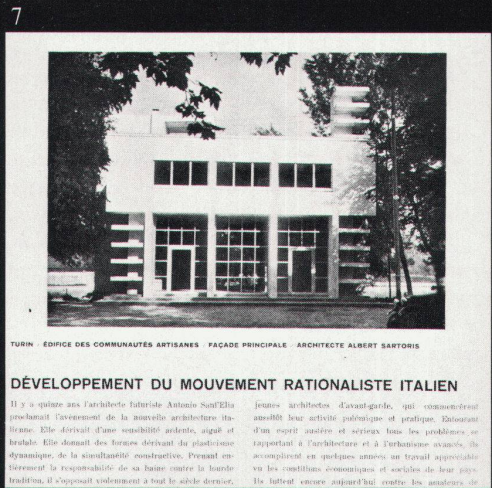 7
TURIN - ÉDIFICE DES COMMUNAUTÉS ARTISANES - FAÇADE PRINCIPALE - ARCHITECTE ALBERT SARTORIS
DÉVELOPPEMENT DU MOUVEMENT RATIONALISTE ITALIEN
Il y a quinze ans l'architecte futuriste Antonio Sant'Elia
proclamait l'avènement de la nouvelle architecture ita-
lienne. Elle dérivait d'une sensibilité ardente, aiguë et
brutale. Elle donnait des formes dérivant du plasticisme
dynamique, de la simultanéité constructive. Prenant en-
tièrement la responsabilité de sa haine contre la lourde
tradition, il s'opposait violemment à tout le siècle dernier,
jeunes architectes d'avant-garde, qui commencèrent
aussitôt leur activité polémique et pratique. Entourant
d'un esprit austère et sérieux tous les problèmes se
rapportant à l'architecture et à l'urbanisme avancés, ils
accomplirent en quelques années un travail appréciable
vu les conditions économiques et sociales de leur pays.
Ils luttent encore aujourd'hui contre les amateurs de